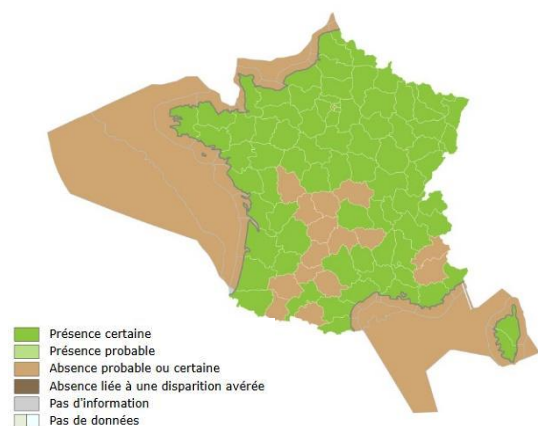 Présence certaine
Présence probable
Absence probable ou certaine
Absence liée à une disparition avérée
Pas d'information
Pas de données